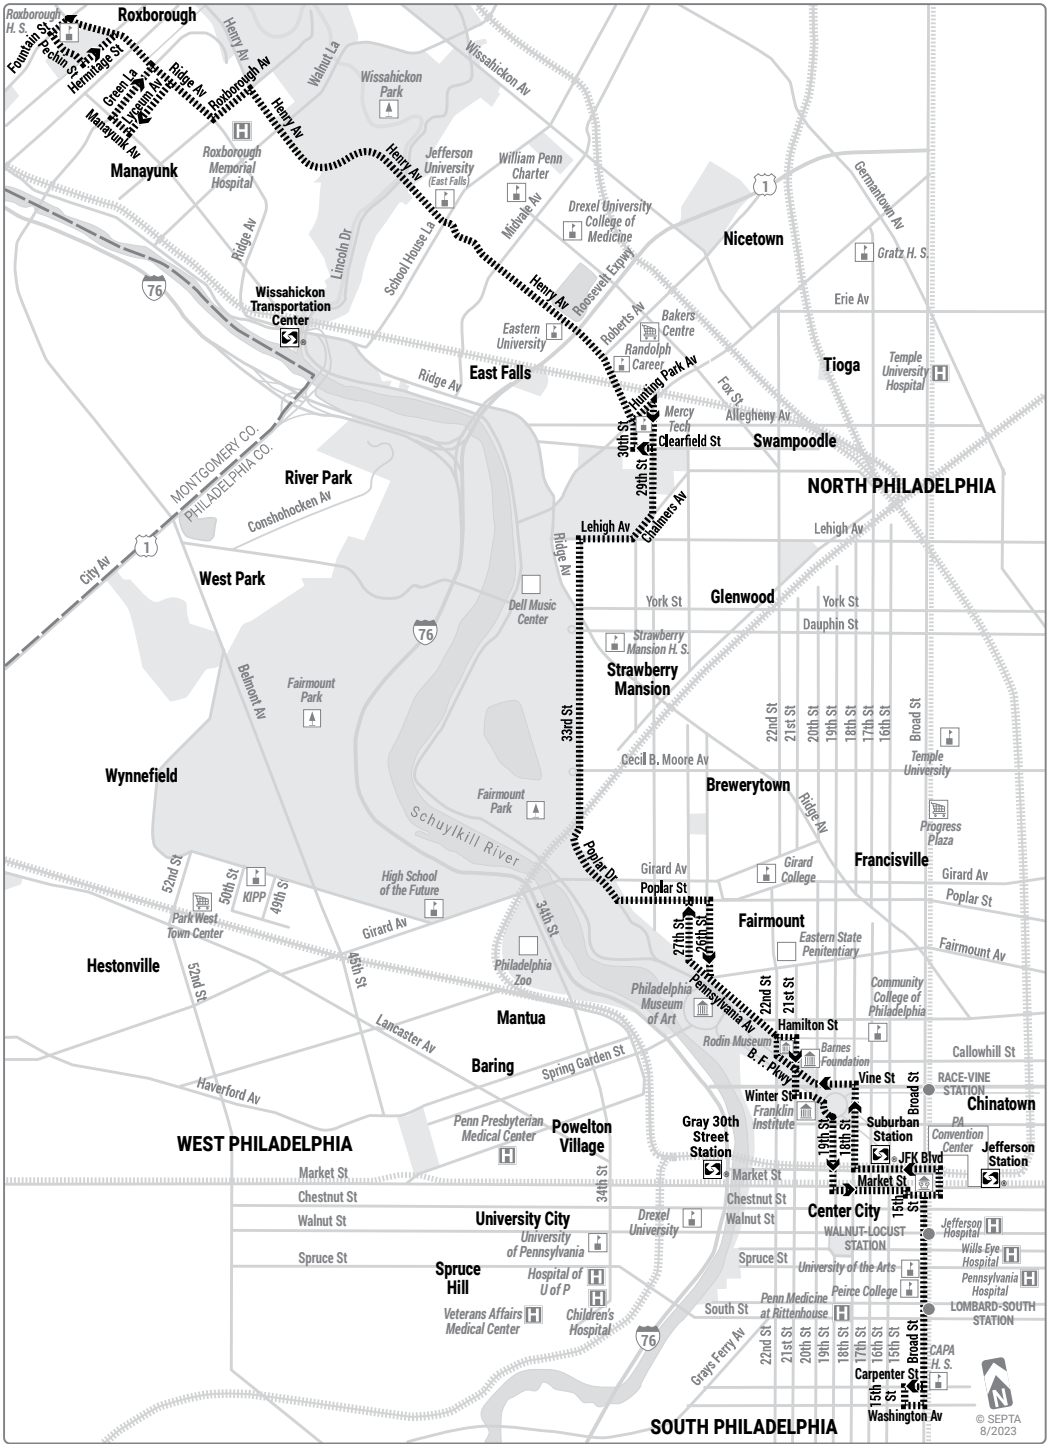 Roxborough
H. S.
Roxborough
Fountain St
Pechin St
Hermitage St
Green La
Lyceum Av
Manayunk Av
Ridge Av
Roxborough Av
Henry Av
Henry Av
Walnut La
Wissahickon
Park
Wissahickon Av
Manayunk
Roxborough
Memorial
Hospital
Henry Av
Jefferson
University
(East Falls)
William Penn
Charter
Midvale Av
Drexel University
College of
Medicine
1
Germantown Av
Nicetown
Gratz H. S.
Ridge Av
Lincoln Dr
School House La
76
Wissahickon
Transportation
Center
Henry Av
Roosevelt Expwy
Erie Av
Eastern
University
Roberts Av
Bakers
Centre
Randolph
Career
Tioga
Temple
University
Hospital
East Falls
Ridge Av
Hunting Park Av
Fox St
Allegheny Av
Mercy
Tech
30th St
Clearfield St
Swampoodle
29th St
MONTGOMERY CO.
PHILADELPHIA CO.
River Park
Conshohocken Av
NORTH PHILADELPHIA
Chalmers Av
Lehigh Av
Lehigh Av
Ridge Av
1
City Av
West Park
Dell Music
Center
York St
Glenwood
York St
Dauphin St
76
Strawberry
Mansion H. S.
Strawberry
Mansion
Belmont Av
Fairmount
Park
33rd St
22nd St
21st St
20th St
19th St
18th St
17th St
16th St
Broad St
Temple
University
Cecil B. Moore Av
Wynnefield
Brewerytown
Fairmount
Park
Ridge Av
Progress
Plaza
Schuylkill River
Poplar Dr
Girard Av
Girard
College
Francisville
Girard Av
Poplar St
Poplar St
52nd St
50th St
KIPP
49th St
High School
of the Future
Park West
Town Center
Girard Av
34th St
27th St
26th St
Fairmount
Eastern State
Penitentiary
Fairmount Av
Hestonville
52nd St
45th St
Philadelphia
Zoo
Philadelphia
Museum
of Art
Pennsylvania Av
22nd St
21st St
Community
College of
Philadelphia
Mantua
Lancaster Av
Hamilton St
Rodin Museum
Barnes
Foundation
Callowhill St
Baring
Spring Garden St
B. F. Pkwy
Haverford Av
Vine St
Broad St
RACE-VINE
STATION
Chinatown
Winter St
Franklin
Institute
Penn Presbyterian
Medical Center
Powelton
Village
Gray 30th
Street
Station
19th St
18th St
Suburban
Station
PA
Convention
Center
Jefferson
Station
WEST PHILADELPHIA
JFK Blvd
Market St
34th St
Market St
Market St
Chestnut St
Chestnut St
15th
St
Center City
Walnut St
University City
Drexel
University
Walnut St
WALNUT-LOCUST
STATION
Jefferson
Hospital
University
of Pennsylvania
Spruce St
Spruce
Hill
Hospital of
U of P
Spruce St
University of the Arts
Wills Eye
Hospital
Pennsylvania
Hospital
Peirce College
Veterans Affairs
Medical Center
Children's
Hospital
South St
Penn Medicine
at Rittenhouse
LOMBARD-SOUTH
STATION
76
Grays Ferry Av
22nd St
21st St
20th St
19th St
18th St
17th St
16th St
15th St
Broad St
CAPA
H. S.
Carpenter St
15th
St
Washington Av
N
SOUTH PHILADELPHIA
© SEPTA
8/2023